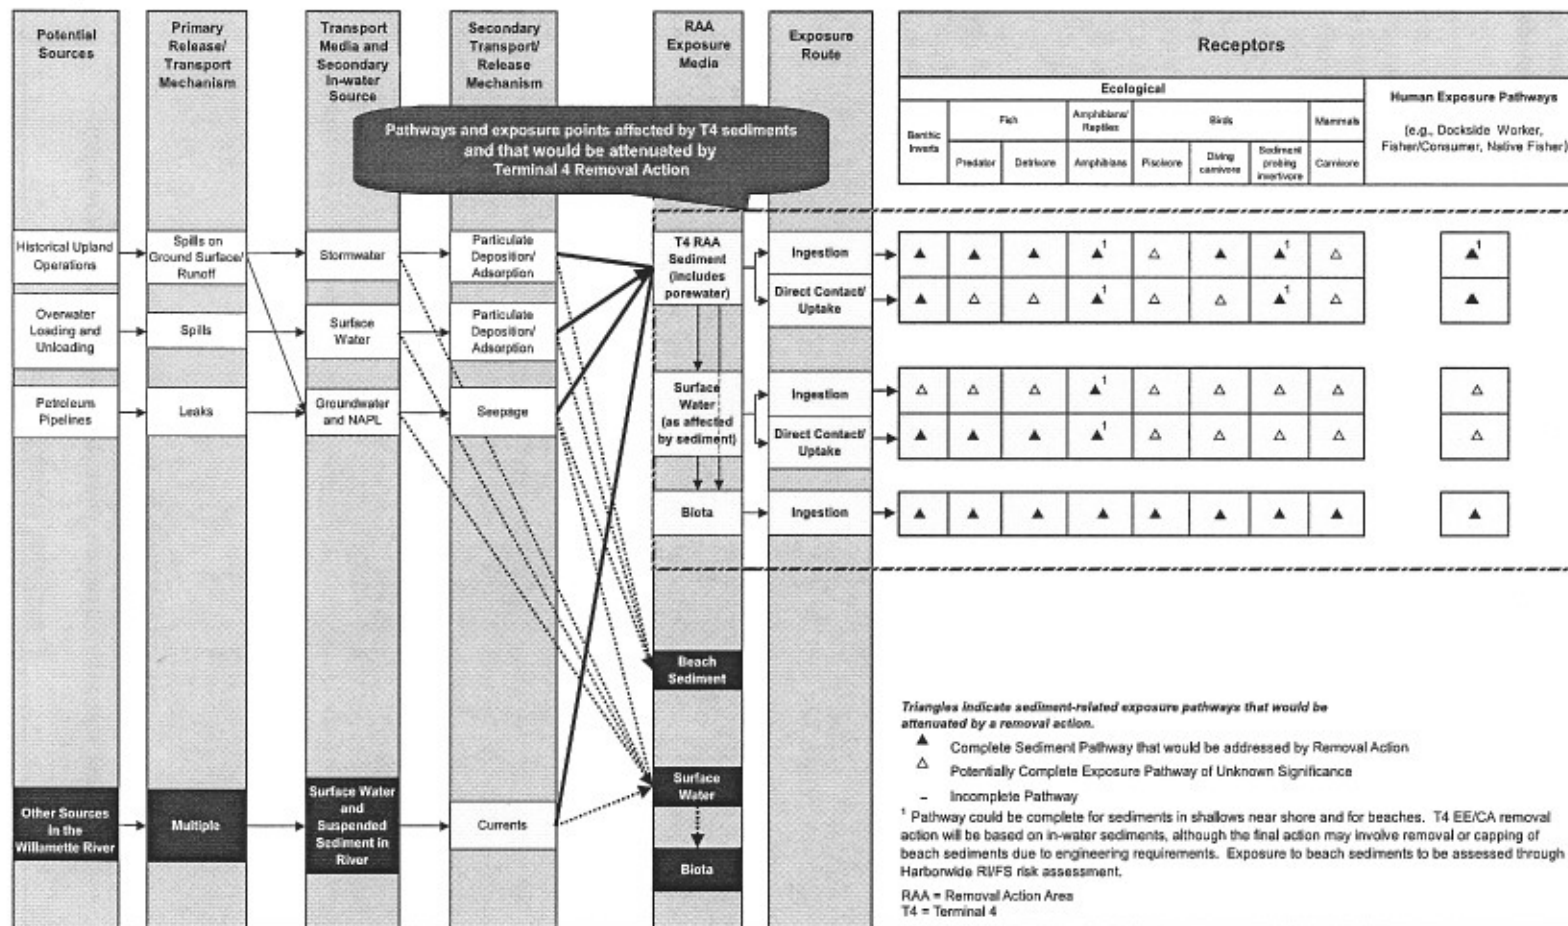 Potential
Sources
Primary
Release/
Transport
Mechanism
Transport
Media and
Secondary
In-water
Source
Secondary
Transport/
Release
Mechanism
RAA
Exposure
Media
Exposure
Route
Receptors
Ecological
Human Exposure Pathways
(e.g., Dockside Worker,
Fisher/Consumer, Native Fisher)
Benthic
Inverts
Fish
Amphibians/
Reptiles
Birds
Mammals
Predator
Detrivore
Amphibians
Piscivore
Diving
carnivore
Sediment
probing
invertivore
Carnivore
Pathways and exposure points affected by T4 sediments
and that would be attenuated by
Terminal 4 Removal Action
Historical Upland
Operations
Spills on
Ground Surface/
Runoff
Stormwater
Particulate
Deposition/
Adsorption
T4 RAA
Sediment
(includes
porewater)
Ingestion
▲ ▲ ▲ ▲1 △ ▲ ▲1 △ ▲1
Direct Contact/
Uptake
▲ △ △ ▲1 △ △ ▲1 △ ▲
Overwater
Loading and
Unloading
Spills
Surface
Water
Particulate
Deposition/
Adsorption
Petroleum
Pipelines
Leaks
Groundwater
and NAPL
Seepage
Surface
Water
(as affected
by sediment)
Ingestion
△ △ △ ▲1 △ △ △ △ △
Direct Contact/
Uptake
▲ ▲ ▲ ▲1 △ △ △ △ △
Biota
Ingestion
▲ ▲ ▲ ▲ ▲ ▲ ▲ ▲ ▲
Beach
Sediment
Other Sources
In the
Willamette River
Multiple
Surface Water
and
Suspended
Sediment in
River
Currents
Surface
Water
Biota
Triangles indicate sediment-related exposure pathways that would be
attenuated by a removal action.
▲ Complete Sediment Pathway that would be addressed by Removal Action
△ Potentially Complete Exposure Pathway of Unknown Significance
– Incomplete Pathway
1 Pathway could be complete for sediments in shallows near shore and for beaches. T4 EE/CA removal
action will be based on in-water sediments, although the final action may involve removal or capping of
beach sediments due to engineering requirements. Exposure to beach sediments to be assessed through
Harborwide RI/FS risk assessment.
RAA = Removal Action Area
T4 = Terminal 4